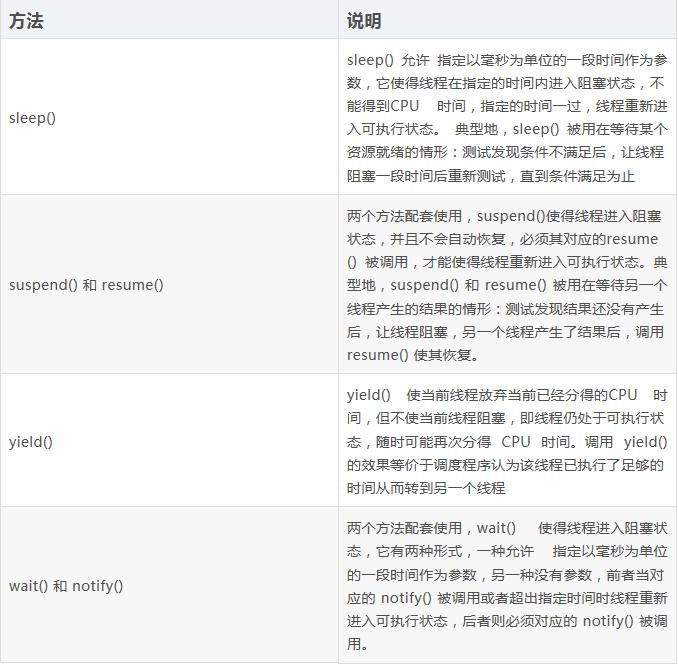 方法
说明
sleep()
sleep() 允许 指定以毫秒为单位的一段时间作为参
数，它使得线程在指定的时间内进入阻塞状态，不
能得到CPU 时间，指定的时间一过，线程重新进
入可执行状态。 典型地，sleep() 被用在等待某个
资源就绪的情形：测试发现条件不满足后，让线程
阻塞一段时间后重新测试，直到条件满足为止
suspend() 和 resume()
两个方法配套使用，suspend()使得线程进入阻塞
状态，并且不会自动恢复，必须其对应的resume
() 被调用，才能使得线程重新进入可执行状态。典
型地，suspend() 和 resume() 被用在等待另一个
线程产生的结果的情形：测试发现结果还没有产生
后，让线程阻塞，另一个线程产生了结果后，调用
resume() 使其恢复。
yield()
yield() 使当前线程放弃当前已经分得的CPU 时
间，但不使当前线程阻塞，即线程仍处于可执行状
态，随时可能再次分得 CPU 时间。调用 yield()
的效果等价于调度程序认为该线程已执行了足够的
时间从而转到另一个线程
wait() 和 notify()
两个方法配套使用，wait() 使得线程进入阻塞状
态，它有两种形式，一种允许 指定以毫秒为单位
的一段时间作为参数，另一种没有参数，前者当对
应的 notify() 被调用或者超出指定时间时线程重新
进入可执行状态，后者则必须对应的 notify() 被调
用。